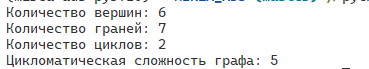 Количество вершин: 6
Количество граней: 7
Количество циклов: 2
Цикломатическая сложность графа: 5